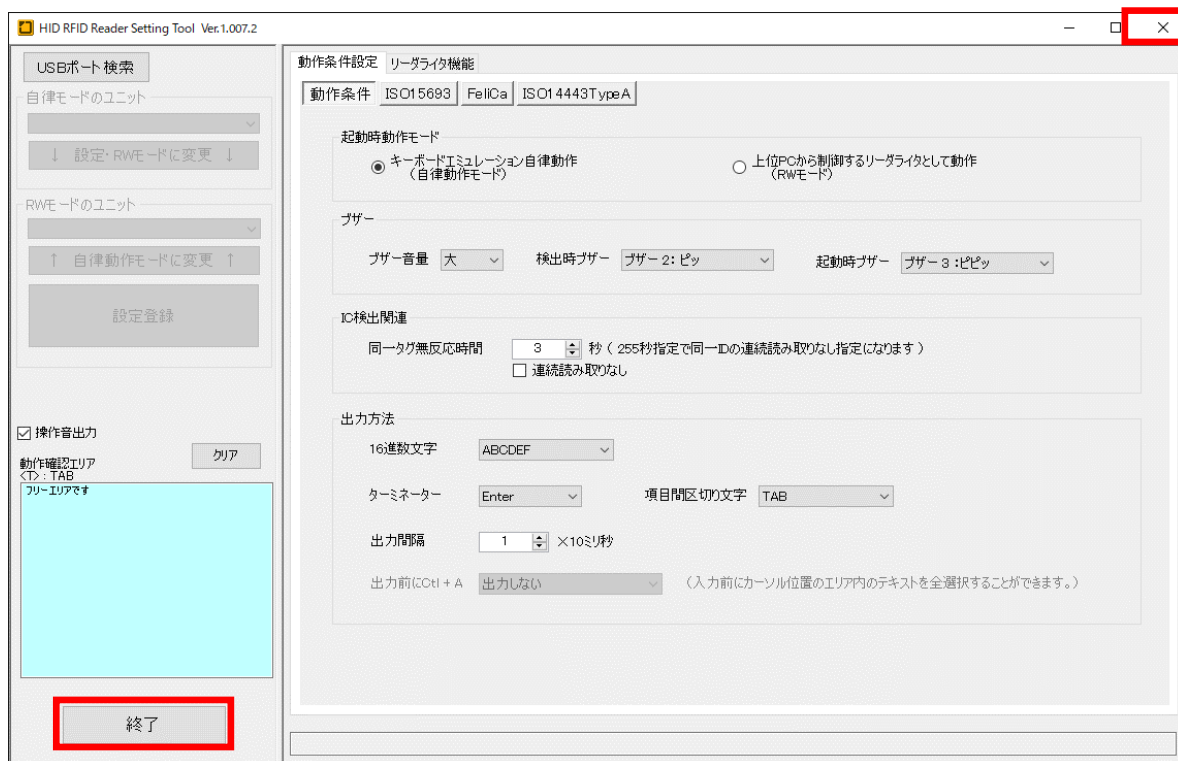 HID RFID Reader Setting Tool Ver.1.007.2
USBポート検索
自律モードのユニット
↓ 設定・RWモードに変更 ↓
RWモードのユニット
↑ 自律動作モードに変更 ↑
設定登録
操作音出力
クリア
動作確認エリア
<T> : TAB
フリーエリアです
終了
動作条件設定 リーダライタ機能
動作条件 ISO15693 FeliCa ISO14443TypeA
起動時動作モード
キーボードエミュレーション自律動作
(自律動作モード)
上位PCから制御するリーダライタとして動作
(RWモード)
ブザー
ブザー音量 大 検出時ブザー ブザー2:ピッ 起動時ブザー ブザー3:ピピッ
IC検出関連
同一タグ無反応時間 3 秒 ( 255秒指定で同一IDの連続読み取りなし指定になります )
連続読み取りなし
出力方法
16進数文字 ABCDEF
ターミネーター Enter 項目間区切り文字 TAB
出力間隔 1 ×10ミリ秒
出力前にCtl + A 出力しない (入力前にカーソル位置のエリア内のテキストを全選択することができます。)